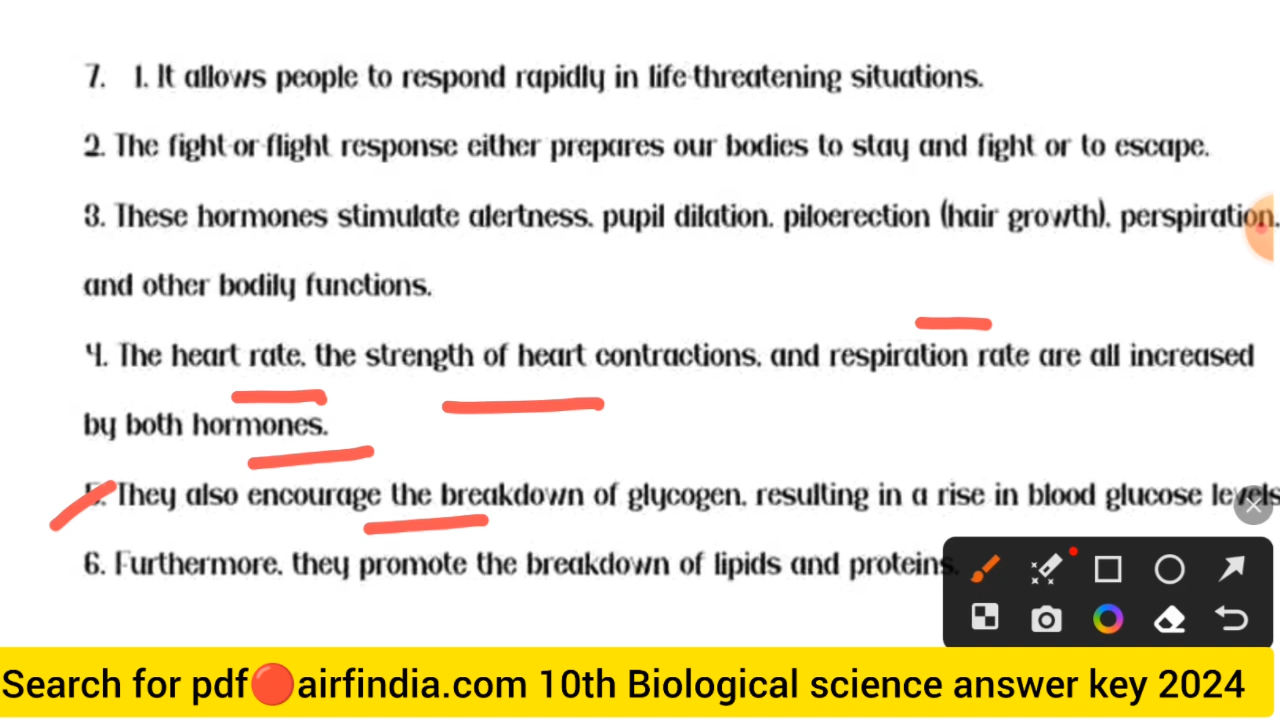 7. 1. It allows people to respond rapidly in life-threatening situations.
2. The fight-or-flight response either prepares our bodies to stay and fight or to escape.
3. These hormones stimulate alertness, pupil dilation, piloerection (hair growth), perspiration,
and other bodily functions.
4. The heart rate, the strength of heart contractions, and respiration rate are all increased
by both hormones.
5. They also encourage the breakdown of glycogen, resulting in a rise in blood glucose levels
6. Furthermore, they promote the breakdown of lipids and proteins.
Search for pdf🔴airfindia.com 10th Biological science answer key 2024